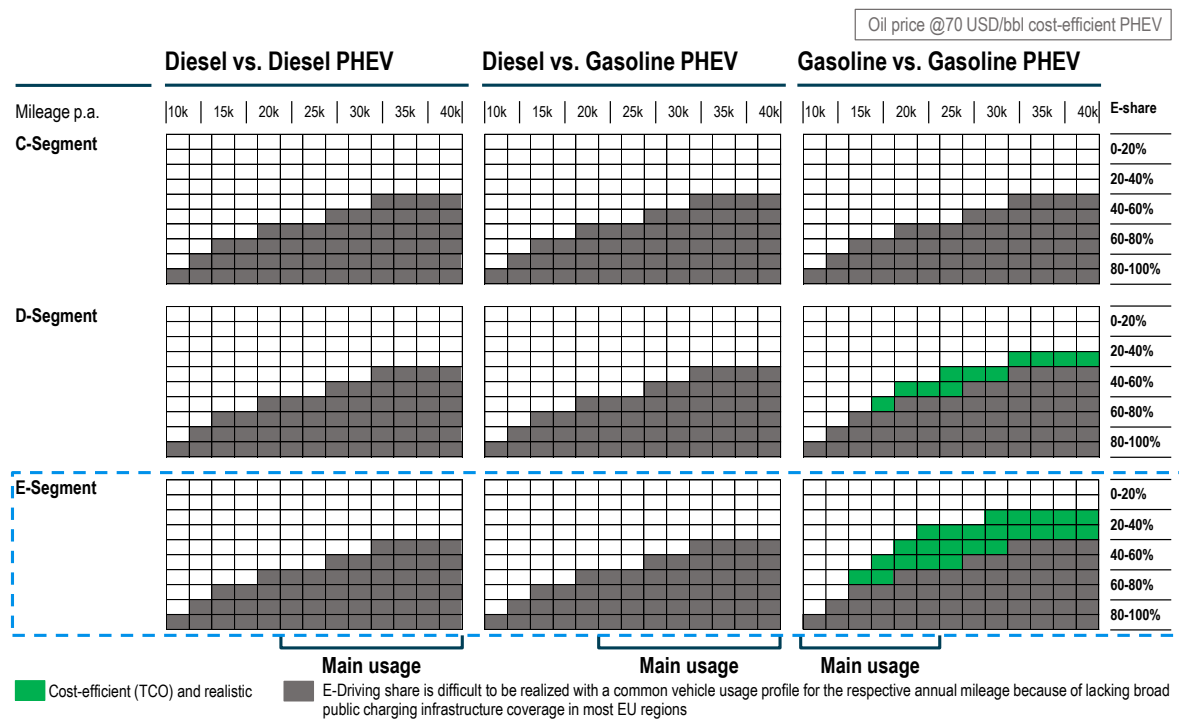 Oil price @70 USD/bbl cost-efficient PHEV
Diesel vs. Diesel PHEV
Diesel vs. Gasoline PHEV
Gasoline vs. Gasoline PHEV
Mileage p.a.
10k 15k 20k 25k 30k 35k 40k
10k 15k 20k 25k 30k 35k 40k
10k 15k 20k 25k 30k 35k 40k
E-share
C-Segment
0-20%
20-40%
40-60%
60-80%
80-100%
D-Segment
0-20%
20-40%
40-60%
60-80%
80-100%
E-Segment
0-20%
20-40%
40-60%
60-80%
80-100%
Main usage
Main usage
Main usage
Cost-efficient (TCO) and realistic
E-Driving share is difficult to be realized with a common vehicle usage profile for the respective annual mileage because of lacking broad
public charging infrastructure coverage in most EU regions